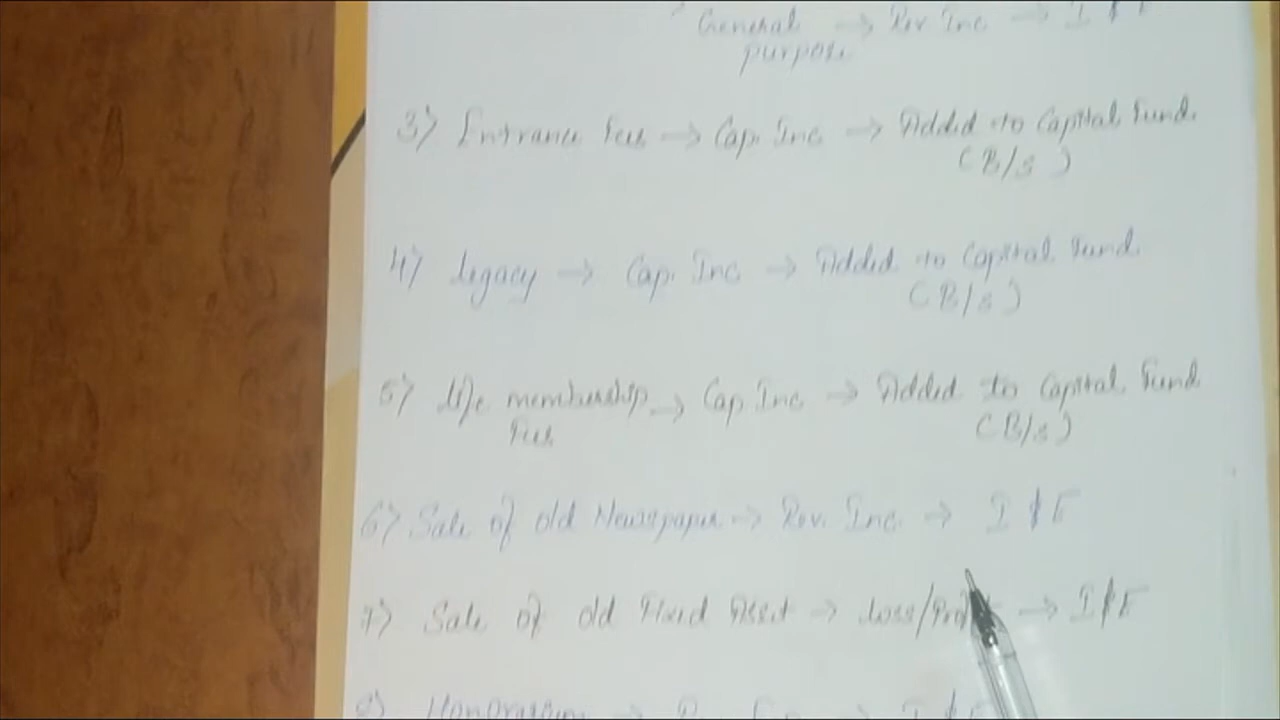 General → Rev Inc → I & E
purpose
3) Entrance Fees → Cap. Inc → Added to Capital Fund.
(B/S)
4) Legacy → Cap. Inc → Added to Capital Fund.
(B/S)
5) Life membership → Cap Inc → Added to Capital Fund
Fees (B/S)
6) Sale of old Newspaper → Rev. Inc → I & E
7) Sale of old Fixed Asset → Loss/ → I & E
8) Honorarium → → I & E